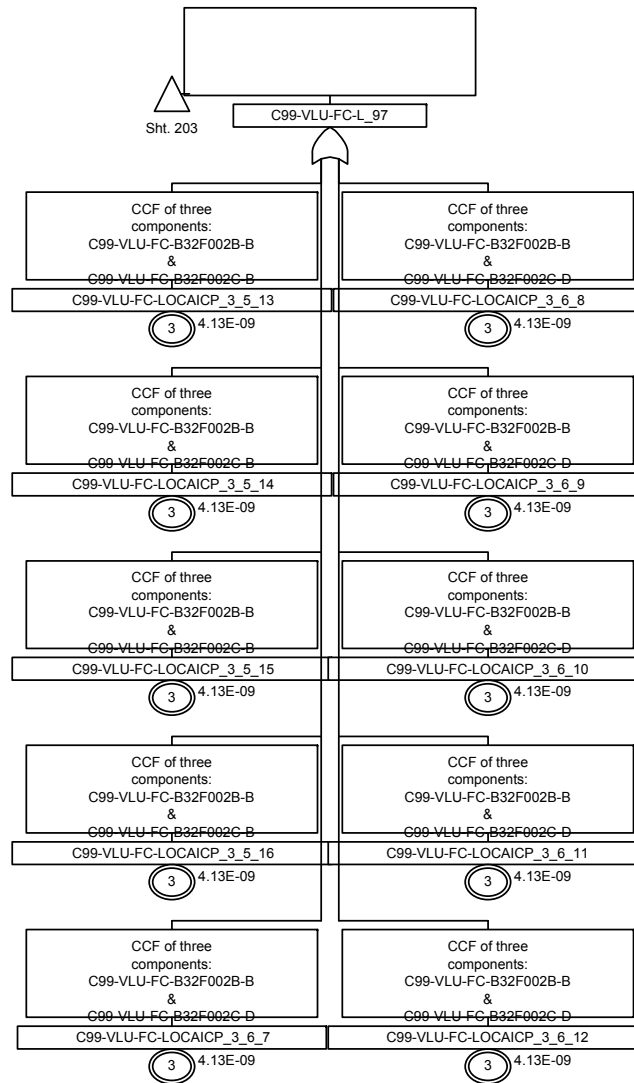 C99-VLU-FC-L_97
Sht. 203
CCF of three
components:
C99-VLU-FC-B32F002B-B
&
C99-VLU-FC-B32F002C-B
C99-VLU-FC-LOCAICP_3_5_13
3
4.13E-09
CCF of three
components:
C99-VLU-FC-B32F002B-B
&
C99-VLU-FC-B32F002C-D
C99-VLU-FC-LOCAICP_3_6_8
3
4.13E-09
CCF of three
components:
C99-VLU-FC-B32F002B-B
&
C99-VLU-FC-B32F002C-B
C99-VLU-FC-LOCAICP_3_5_14
3
4.13E-09
CCF of three
components:
C99-VLU-FC-B32F002B-B
&
C99-VLU-FC-B32F002C-D
C99-VLU-FC-LOCAICP_3_6_9
3
4.13E-09
CCF of three
components:
C99-VLU-FC-B32F002B-B
&
C99-VLU-FC-B32F002C-B
C99-VLU-FC-LOCAICP_3_5_15
3
4.13E-09
CCF of three
components:
C99-VLU-FC-B32F002B-B
&
C99-VLU-FC-B32F002C-D
C99-VLU-FC-LOCAICP_3_6_10
3
4.13E-09
CCF of three
components:
C99-VLU-FC-B32F002B-B
&
C99-VLU-FC-B32F002C-B
C99-VLU-FC-LOCAICP_3_5_16
3
4.13E-09
CCF of three
components:
C99-VLU-FC-B32F002B-B
&
C99-VLU-FC-B32F002C-D
C99-VLU-FC-LOCAICP_3_6_11
3
4.13E-09
CCF of three
components:
C99-VLU-FC-B32F002B-B
&
C99-VLU-FC-B32F002C-D
C99-VLU-FC-LOCAICP_3_6_7
3
4.13E-09
CCF of three
components:
C99-VLU-FC-B32F002B-B
&
C99-VLU-FC-B32F002C-D
C99-VLU-FC-LOCAICP_3_6_12
3
4.13E-09